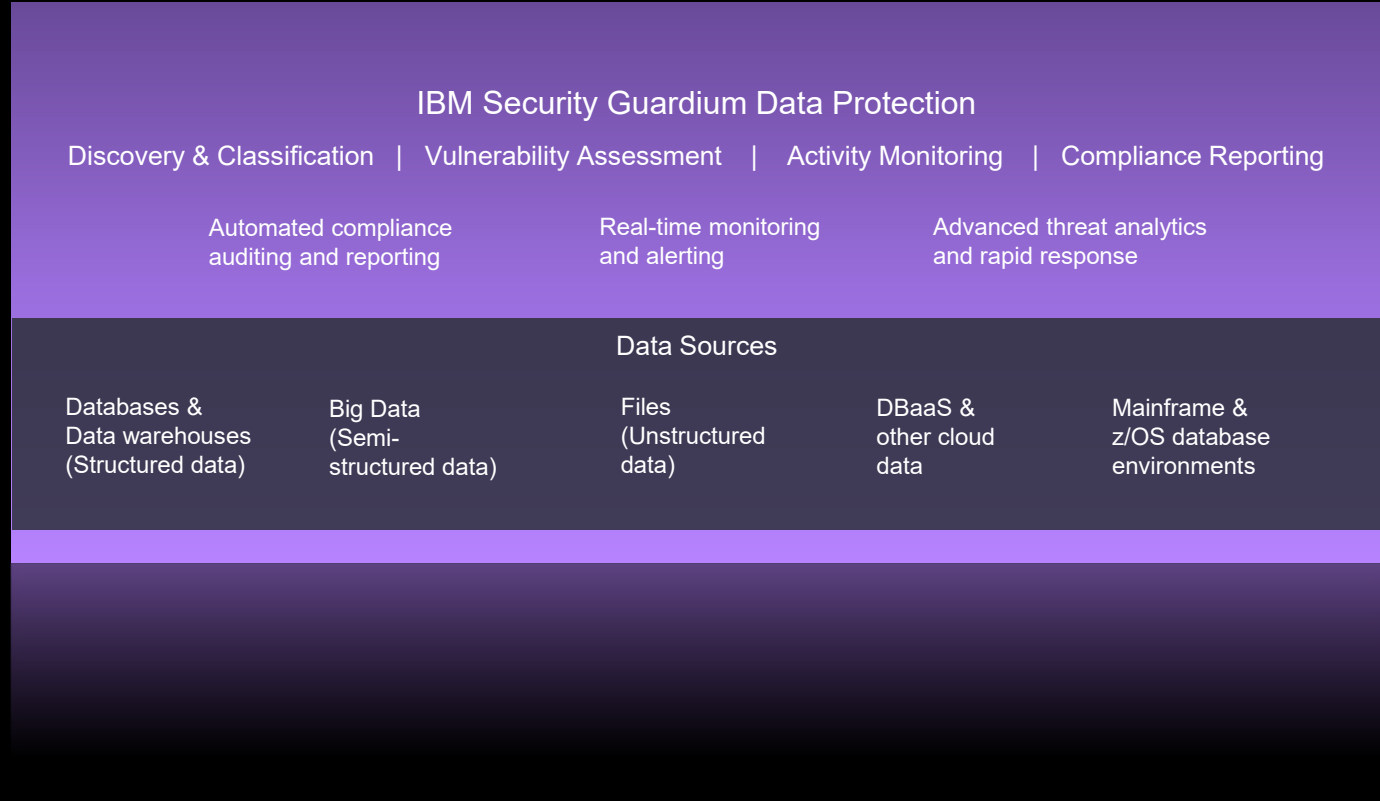 IBM Security Guardium Data Protection
Discovery & Classification | Vulnerability Assessment | Activity Monitoring | Compliance Reporting
Automated compliance
auditing and reporting
Real-time monitoring
and alerting
Advanced threat analytics
and rapid response
Data Sources
Databases &
Data warehouses
(Structured data)
Big Data
(Semi-
structured data)
Files
(Unstructured
data)
DBaaS &
other cloud
data
Mainframe &
z/OS database
environments